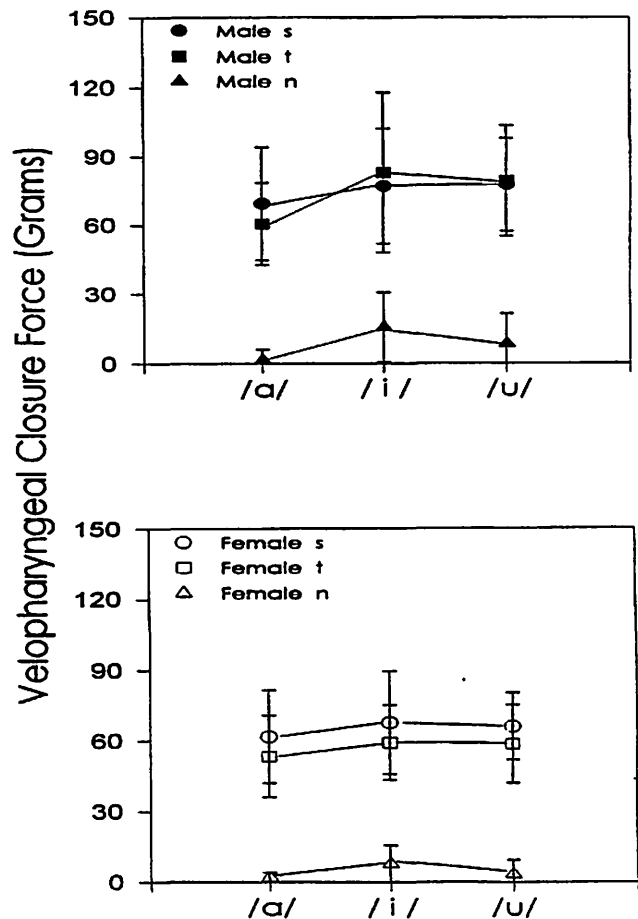 Velopharyngeal Closure Force (Grams)
150
120
90
60
30
0
Male s
Male t
Male n
/a/ /i/ /u/
150
120
90
60
30
0
Female s
Female t
Female n
/a/ /i/ /u/